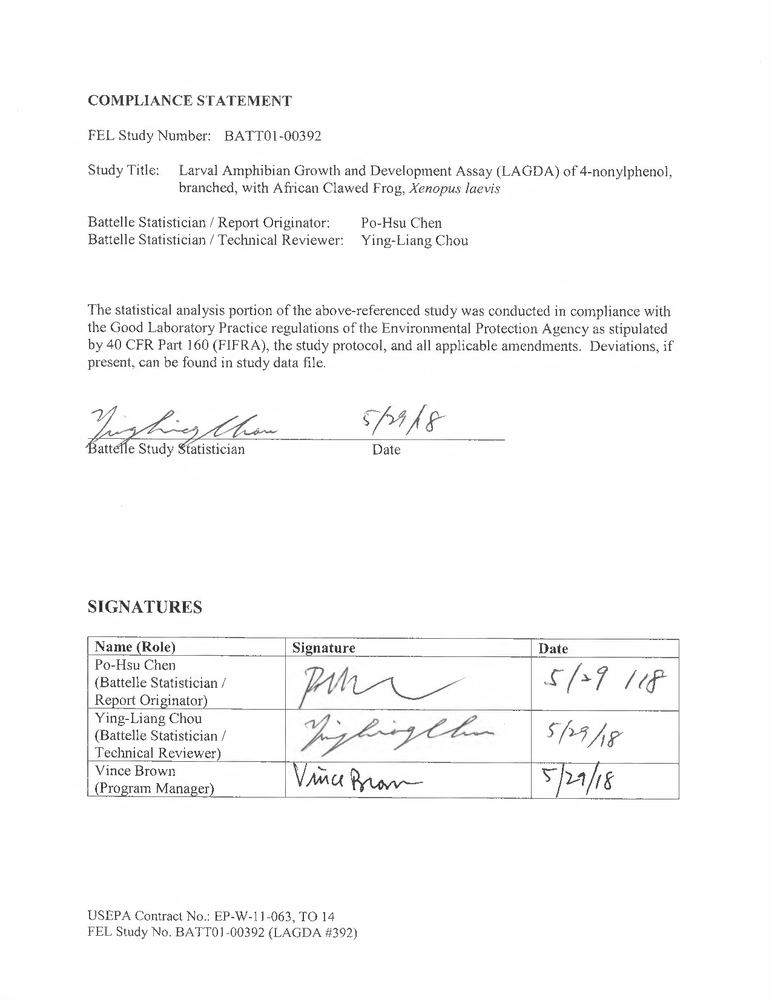 COMPLIANCE STATEMENT
FEL Study Number: BATT01-00392
Study Title: Larval Amphibian Growth and Development Assay (LAGDA) of 4-nonylphenol,
branched, with African Clawed Frog, Xenopus laevis
Battelle Statistician / Report Originator: Po-Hsu Chen
Battelle Statistician / Technical Reviewer: Ying-Liang Chou
The statistical analysis portion of the above-referenced study was conducted in compliance with
the Good Laboratory Practice regulations of the Environmental Protection Agency as stipulated
by 40 CFR Part 160 (FIFRA), the study protocol, and all applicable amendments. Deviations, if
present, can be found in study data file.
Ying-Liang Chou 5/29/18
Battelle Study Statistician Date
SIGNATURES
Name (Role) Signature Date
Po-Hsu Chen
(Battelle Statistician /
Report Originator)
5/29/18
Ying-Liang Chou
(Battelle Statistician /
Technical Reviewer)
Ying-Liang Chou 5/29/18
Vince Brown
(Program Manager)
Vince Brown 5/29/18
USEPA Contract No.: EP-W-11-063, TO 14
FEL Study No. BATT01-00392 (LAGDA #392)